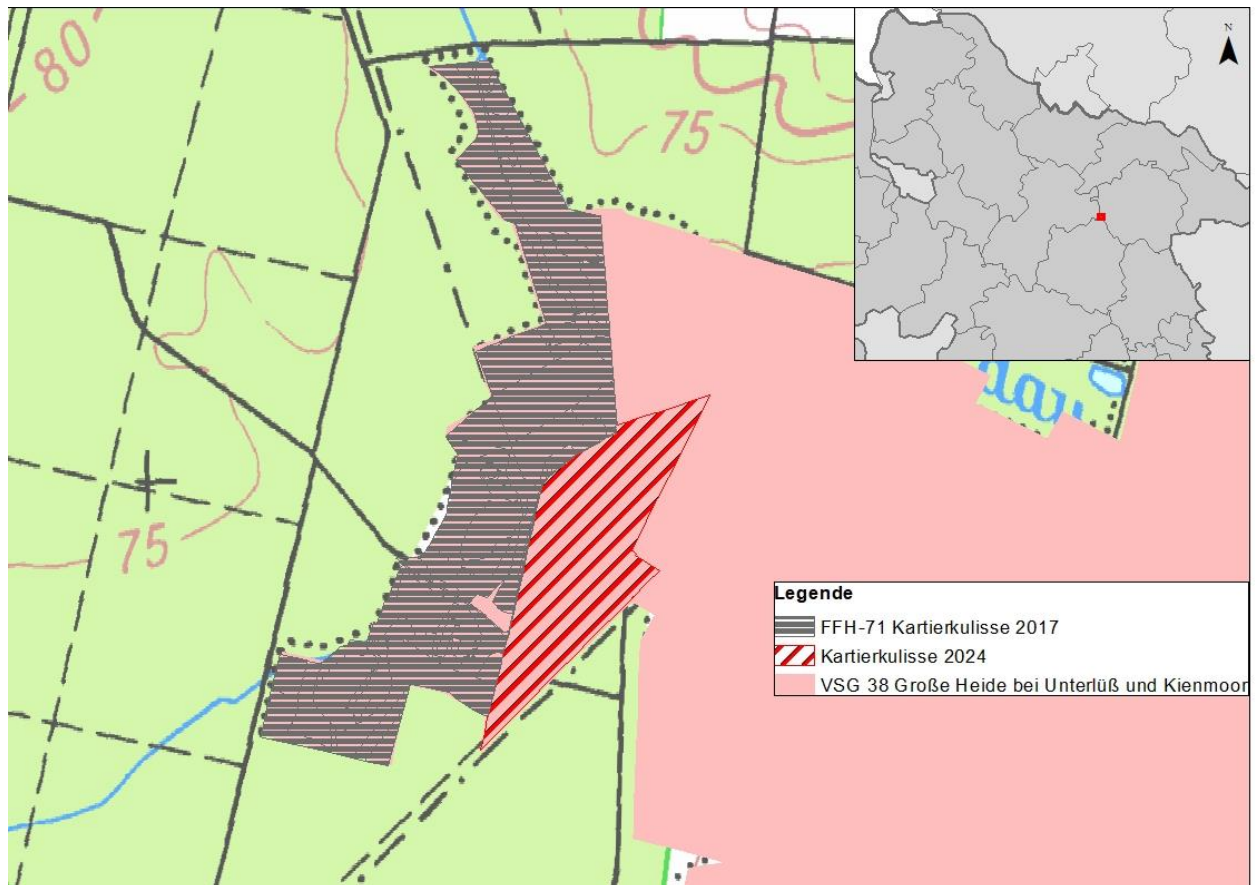 80
75
N
75
Legende
FFH-71 Kartierkulisse 2017
Kartierkulisse 2024
VSG 38 Große Heide bei Unterlüß und Kienmoor